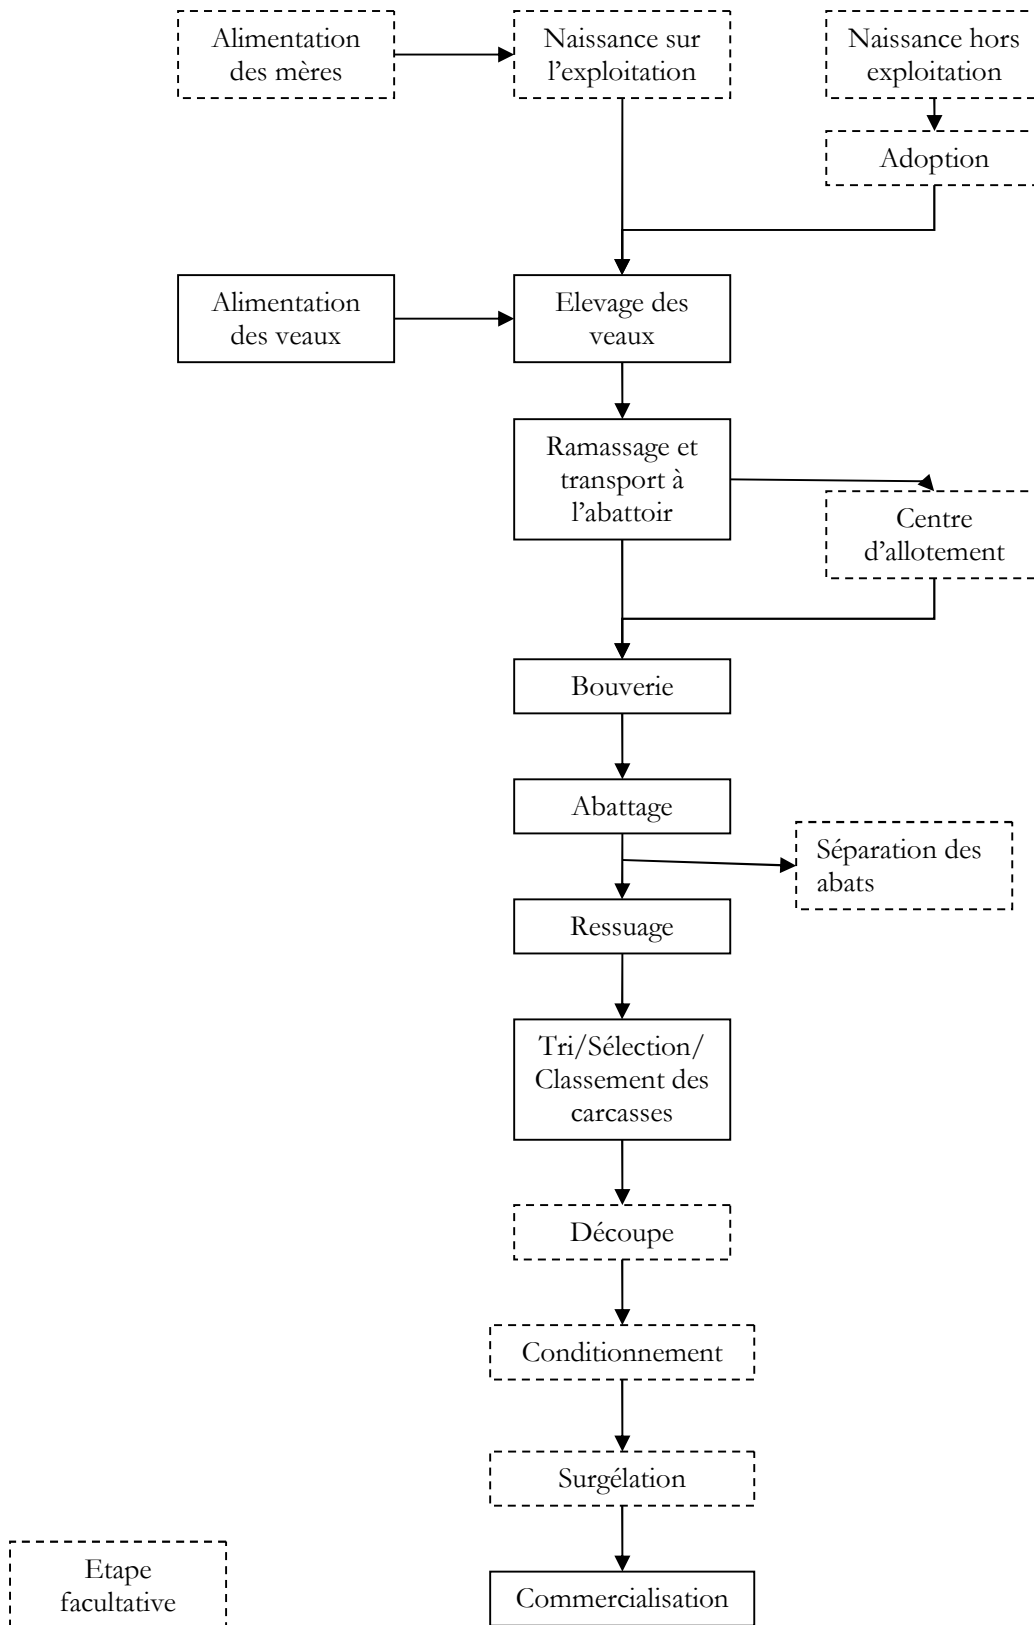 Alimentation
des mères
Naissance sur
l’exploitation
Naissance hors
exploitation
Adoption
Alimentation
des veaux
Elevage des
veaux
Ramassage et
transport à
l’abattoir
Centre
d’allotement
Bouverie
Abattage
Séparation des
abats
Ressuage
Tri/Sélection/
Classement des
carcasses
Découpe
Conditionnement
Surgélation
Etape
facultative
Commercialisation